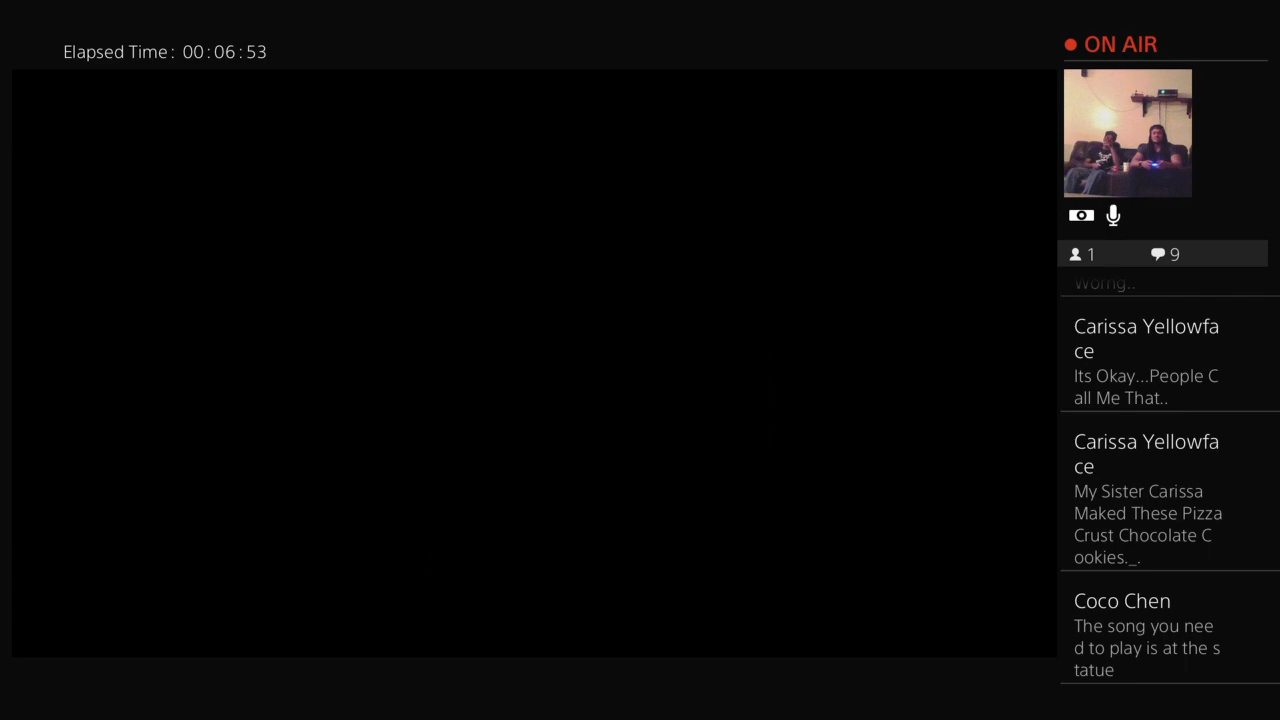 Elapsed Time: 00:06:53
ON AIR
1
9
Worng..
Carissa Yellowfa
ce
Its Okay...People C
all Me That..
Carissa Yellowfa
ce
My Sister Carissa
Maked These Pizza
Crust Chocolate C
ookies._.
Coco Chen
The song you nee
d to play is at the s
tatue